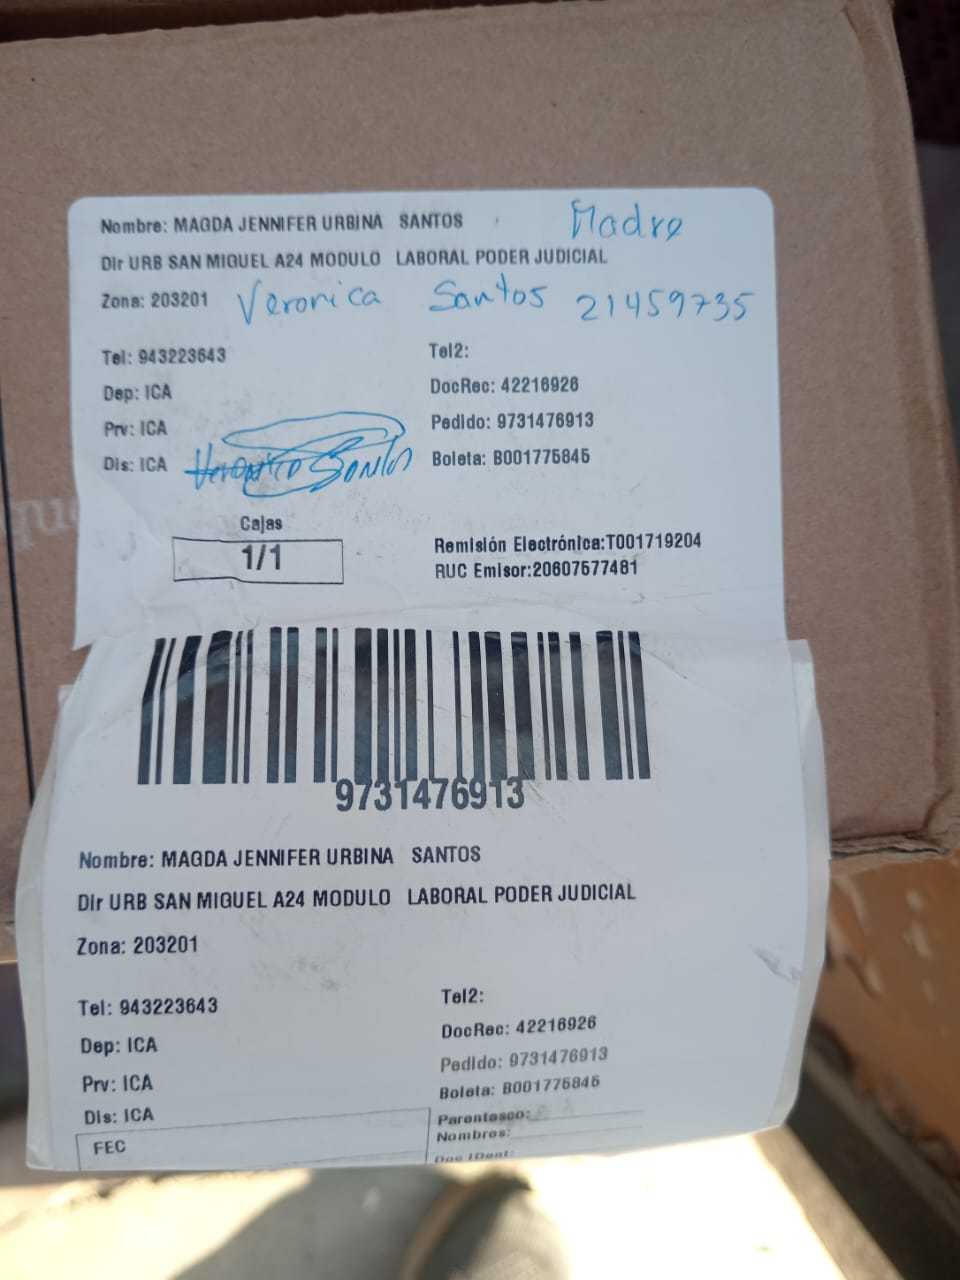 Nombre: MAGDA JENNIFER URBINA SANTOS Madre
Dir URB SAN MIGUEL A24 MODULO LABORAL PODER JUDICIAL
Zona: 203201 Veronica Santos 21459735
Tel: 943223643 Tel2:
Dep: ICA DocRec: 42216926
Prv: ICA Pedido: 9731476913
Dis: ICA Veronica Santos Boleta: B001775845
Cajas
1/1
Remisión Electrónica:T001719204
RUC Emisor:20607577481
9731476913
Nombre: MAGDA JENNIFER URBINA SANTOS
Dir URB SAN MIGUEL A24 MODULO LABORAL PODER JUDICIAL
Zona: 203201
Tel: 943223643 Tel2:
Dep: ICA DocRec: 42216926
Prv: ICA Pedido: 9731476913
Dis: ICA Boleta: B001775845
FEC Parentesco:
Nombres:
Doc IDent: